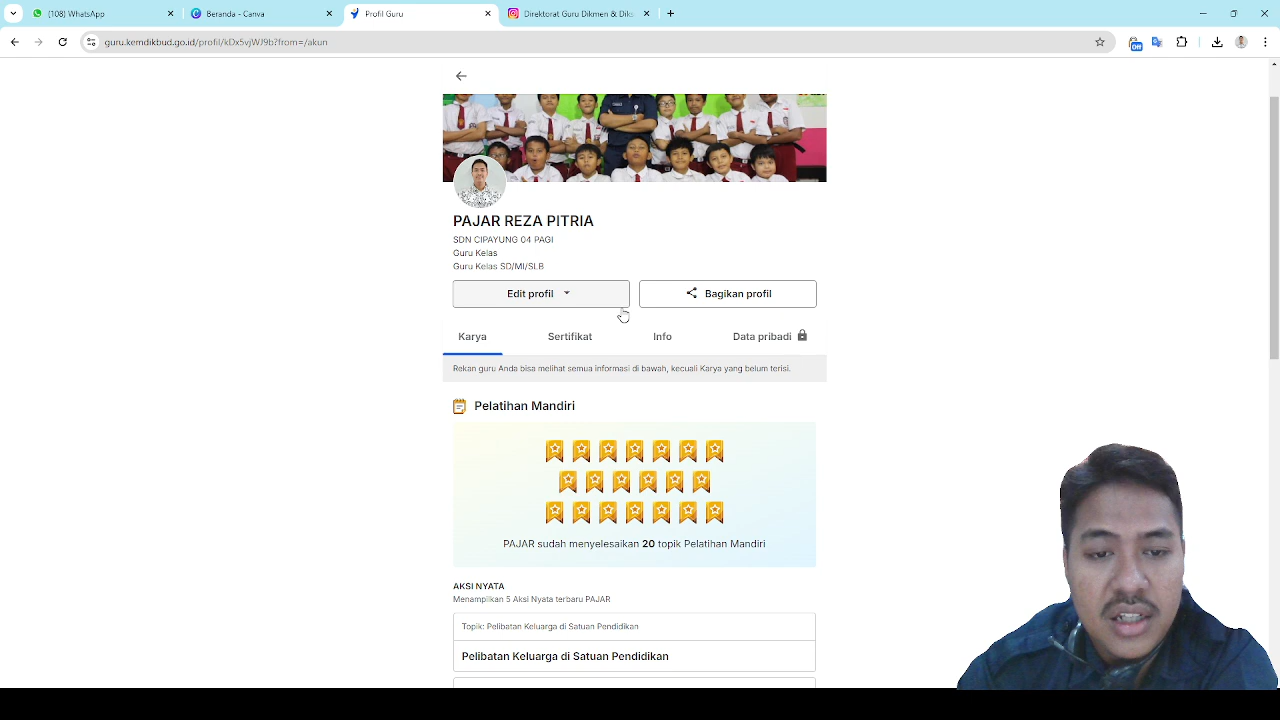 (108) WhatsApp
Beranda - Canva
Profil Guru
Direktorat Guru Dikmen & Diks
guru.kemdikbud.go.id/profil/kDx5vjWJ9b?from=/akun
Off
PAJAR REZA PITRIA
SDN CIPAYUNG 04 PAGI
Guru Kelas
Guru Kelas SD/MI/SLB
Edit profil
Bagikan profil
Karya
Sertifikat
Info
Data pribadi
Rekan guru Anda bisa melihat semua informasi di bawah, kecuali Karya yang belum terisi.
Pelatihan Mandiri
PAJAR sudah menyelesaikan 20 topik Pelatihan Mandiri
AKSI NYATA
Menampilkan 5 Aksi Nyata terbaru PAJAR
Topik: Pelibatan Keluarga di Satuan Pendidikan
Pelibatan Keluarga di Satuan Pendidikan